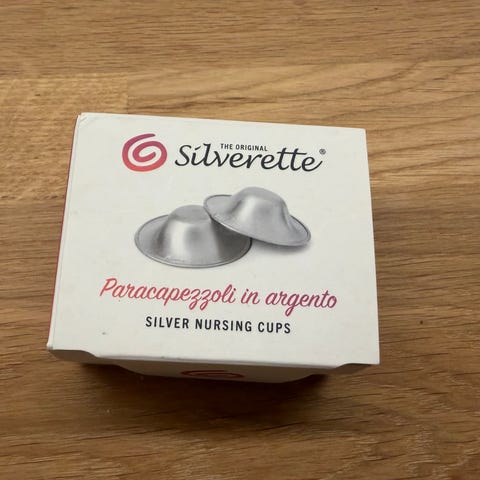 THE ORIGINAL
Silverette®
Paracapezzoli in argento
SILVER NURSING CUPS